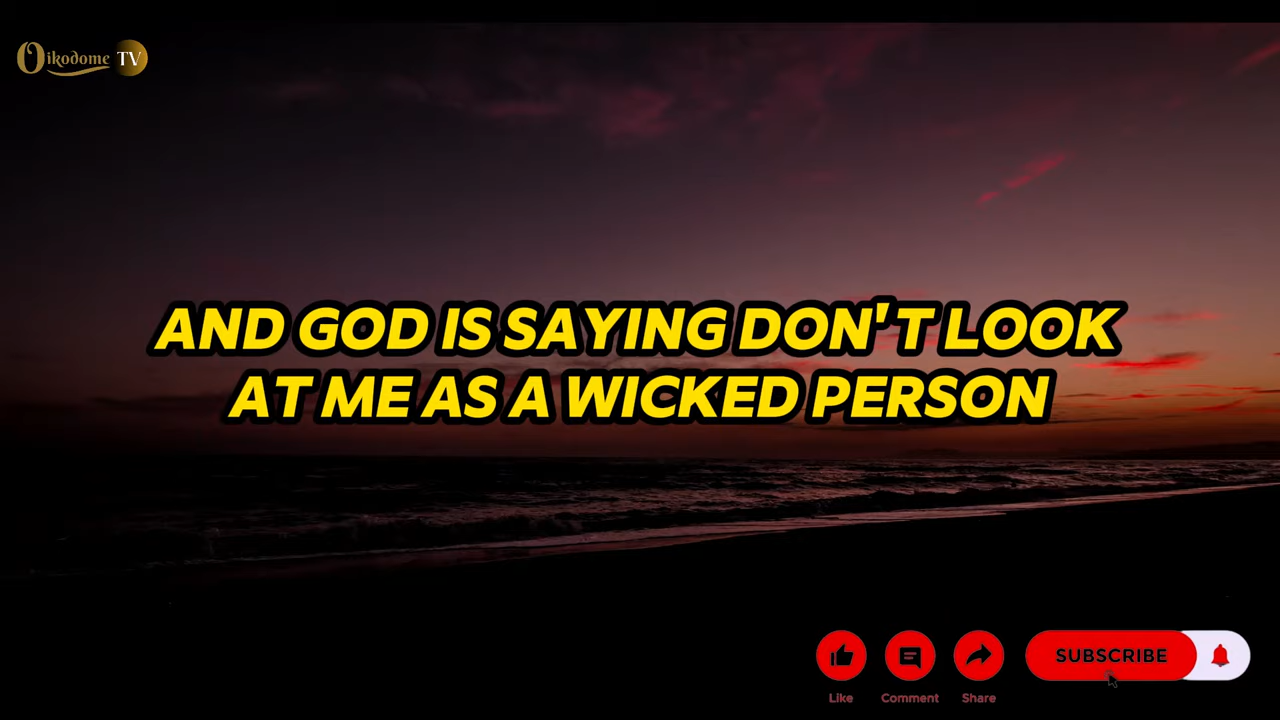 Oikodome TV
AND GOD IS SAYING DON'T LOOK
AT ME AS A WICKED PERSON
SUBSCRIBE
Like
Comment
Share